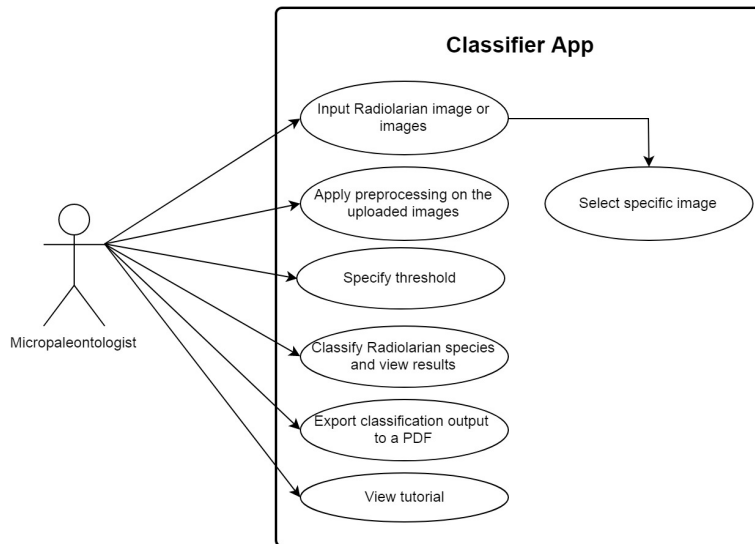 Classifier App
Input Radiolarian image or
images
Apply preprocessing on the
uploaded images
Select specific image
Specify threshold
Micropaleontologist
Classify Radiolarian species
and view results
Export classification output
to a PDF
View tutorial